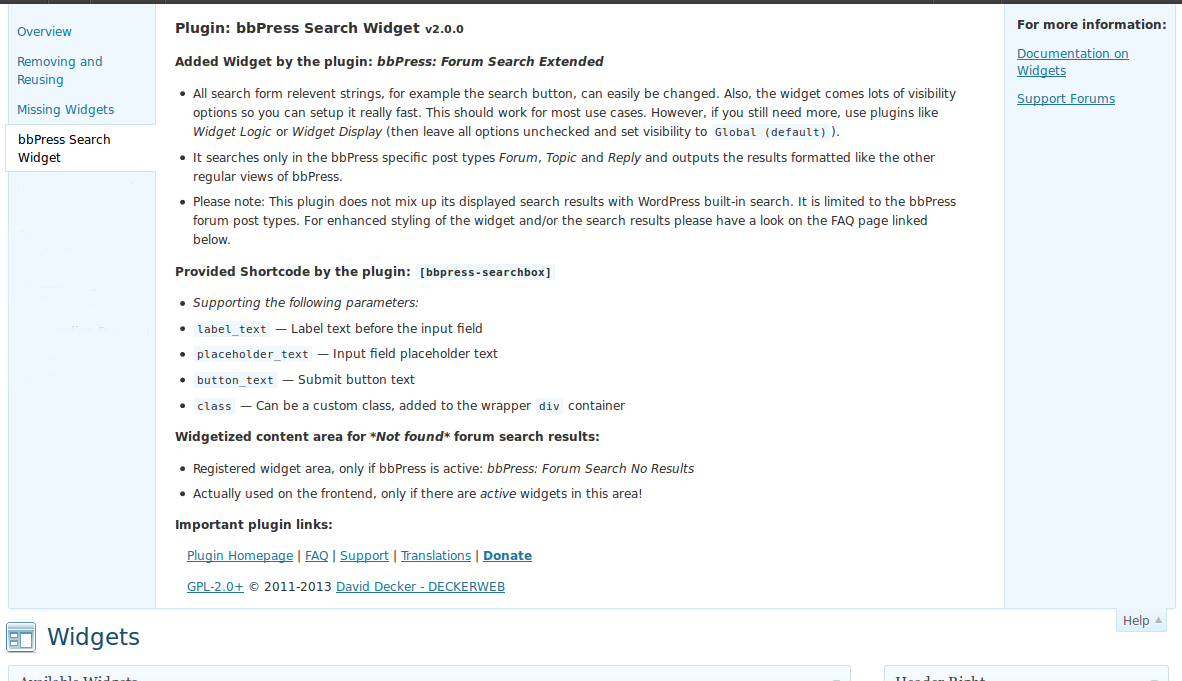 Overview
Removing and
Reusing
Missing Widgets
bbPress Search
Widget
Plugin: bbPress Search Widget v2.0.0
Added Widget by the plugin: bbPress: Forum Search Extended
All search form relevent strings, for example the search button, can easily be changed. Also, the widget comes lots of visibility
options so you can setup it really fast. This should work for most use cases. However, if you still need more, use plugins like
Widget Logic or Widget Display (then leave all options unchecked and set visibility to Global (default) ).
It searches only in the bbPress specific post types Forum, Topic and Reply and outputs the results formatted like the other
regular views of bbPress.
Please note: This plugin does not mix up its displayed search results with WordPress built-in search. It is limited to the bbPress
forum post types. For enhanced styling of the widget and/or the search results please have a look on the FAQ page linked
below.
Provided Shortcode by the plugin: [bbpress-searchbox]
Supporting the following parameters:
label_text — Label text before the input field
placeholder_text — Input field placeholder text
button_text — Submit button text
class — Can be a custom class, added to the wrapper div container
Widgetized content area for *Not found* forum search results:
Registered widget area, only if bbPress is active: bbPress: Forum Search No Results
Actually used on the frontend, only if there are active widgets in this area!
Important plugin links:
Plugin Homepage | FAQ | Support | Translations | Donate
GPL-2.0+ © 2011-2013 David Decker - DECKERWEB
For more information:
Documentation on
Widgets
Support Forums
Help
Widgets
Available Widgets
Header Right